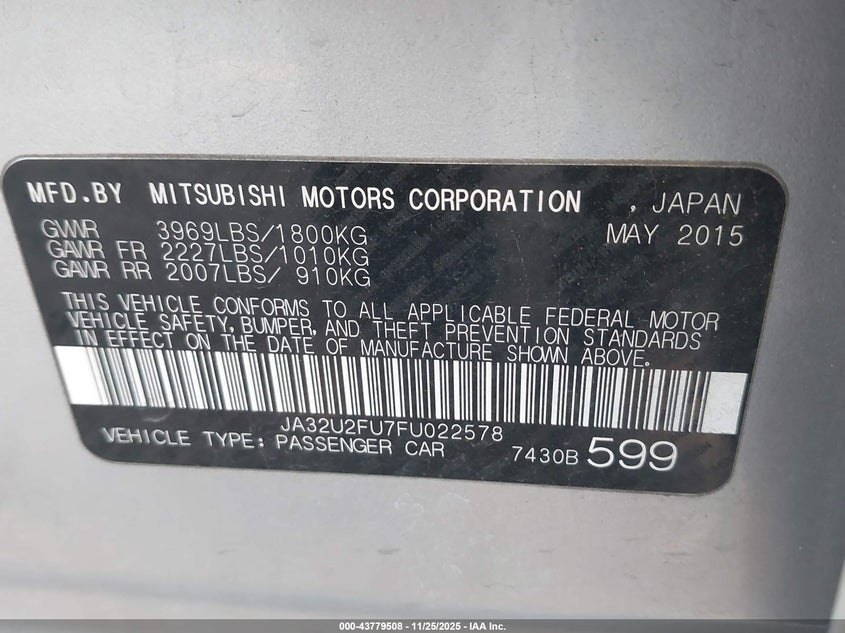 MFD.BY MITSUBISHI MOTORS CORPORATION , JAPAN
GVWR 3969LBS/1800KG MAY 2015
GAWR FR 2227LBS/1010KG
GAWR RR 2007LBS/ 910KG
THIS VEHICLE CONFORMS TO ALL APPLICABLE FEDERAL MOTOR
VEHICLE SAFETY, BUMPER, AND THEFT PREVENTION STANDARDS
IN EFFECT ON THE DATE OF MANUFACTURE SHOWN ABOVE.
JA32U2FU7FU022578
VEHICLE TYPE: PASSENGER CAR 7430B 599
000-43779508 - 11/25/2025 - IAA Inc.